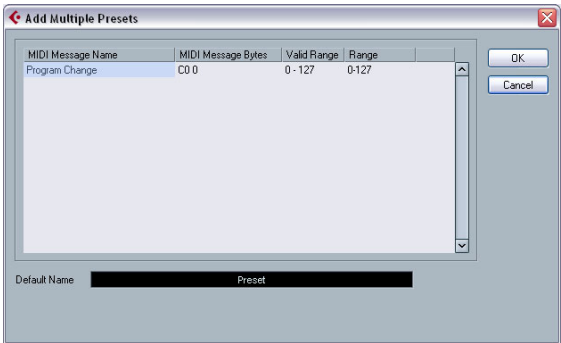 Add Multiple Presets
MIDI Message Name MIDI Message Bytes Valid Range Range
Program Change C0 0 0 - 127 0-127
OK
Cancel
Default Name Preset